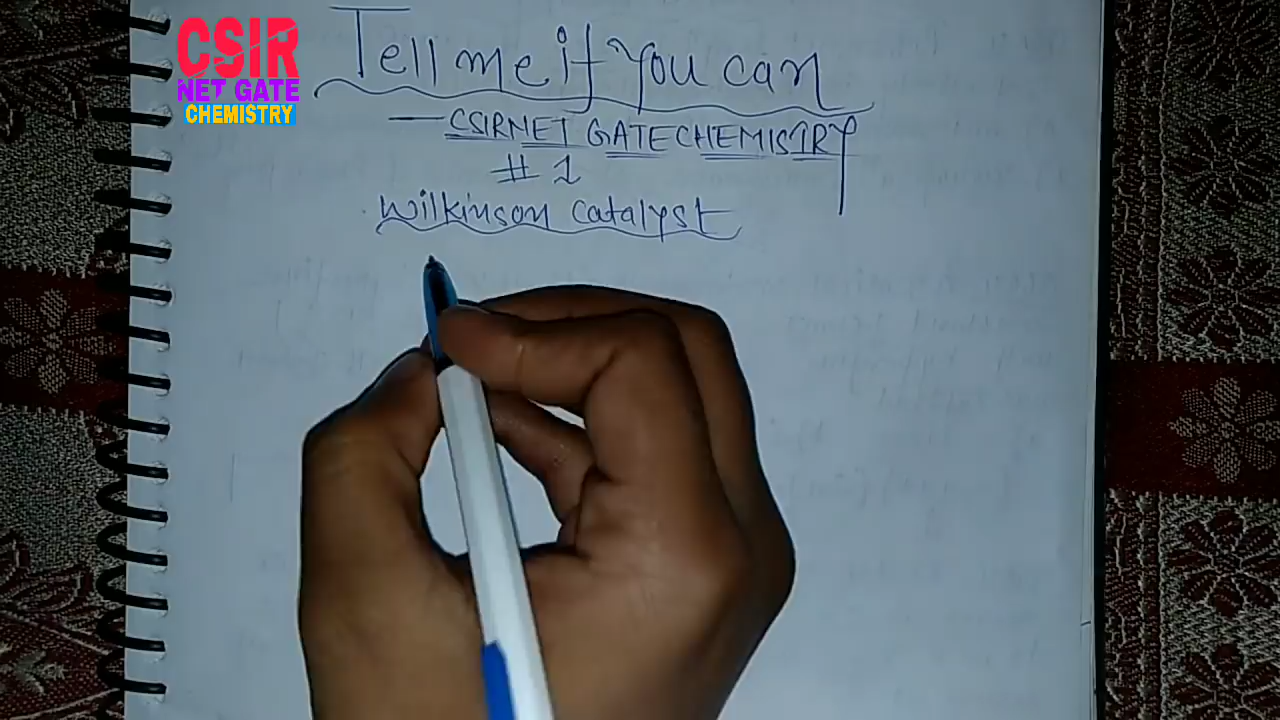 CSIR
NET GATE
CHEMISTRY
Tell me if you can
— CSIRNET GATECHEMISTRY
# 1
Wilkinson Catalyst